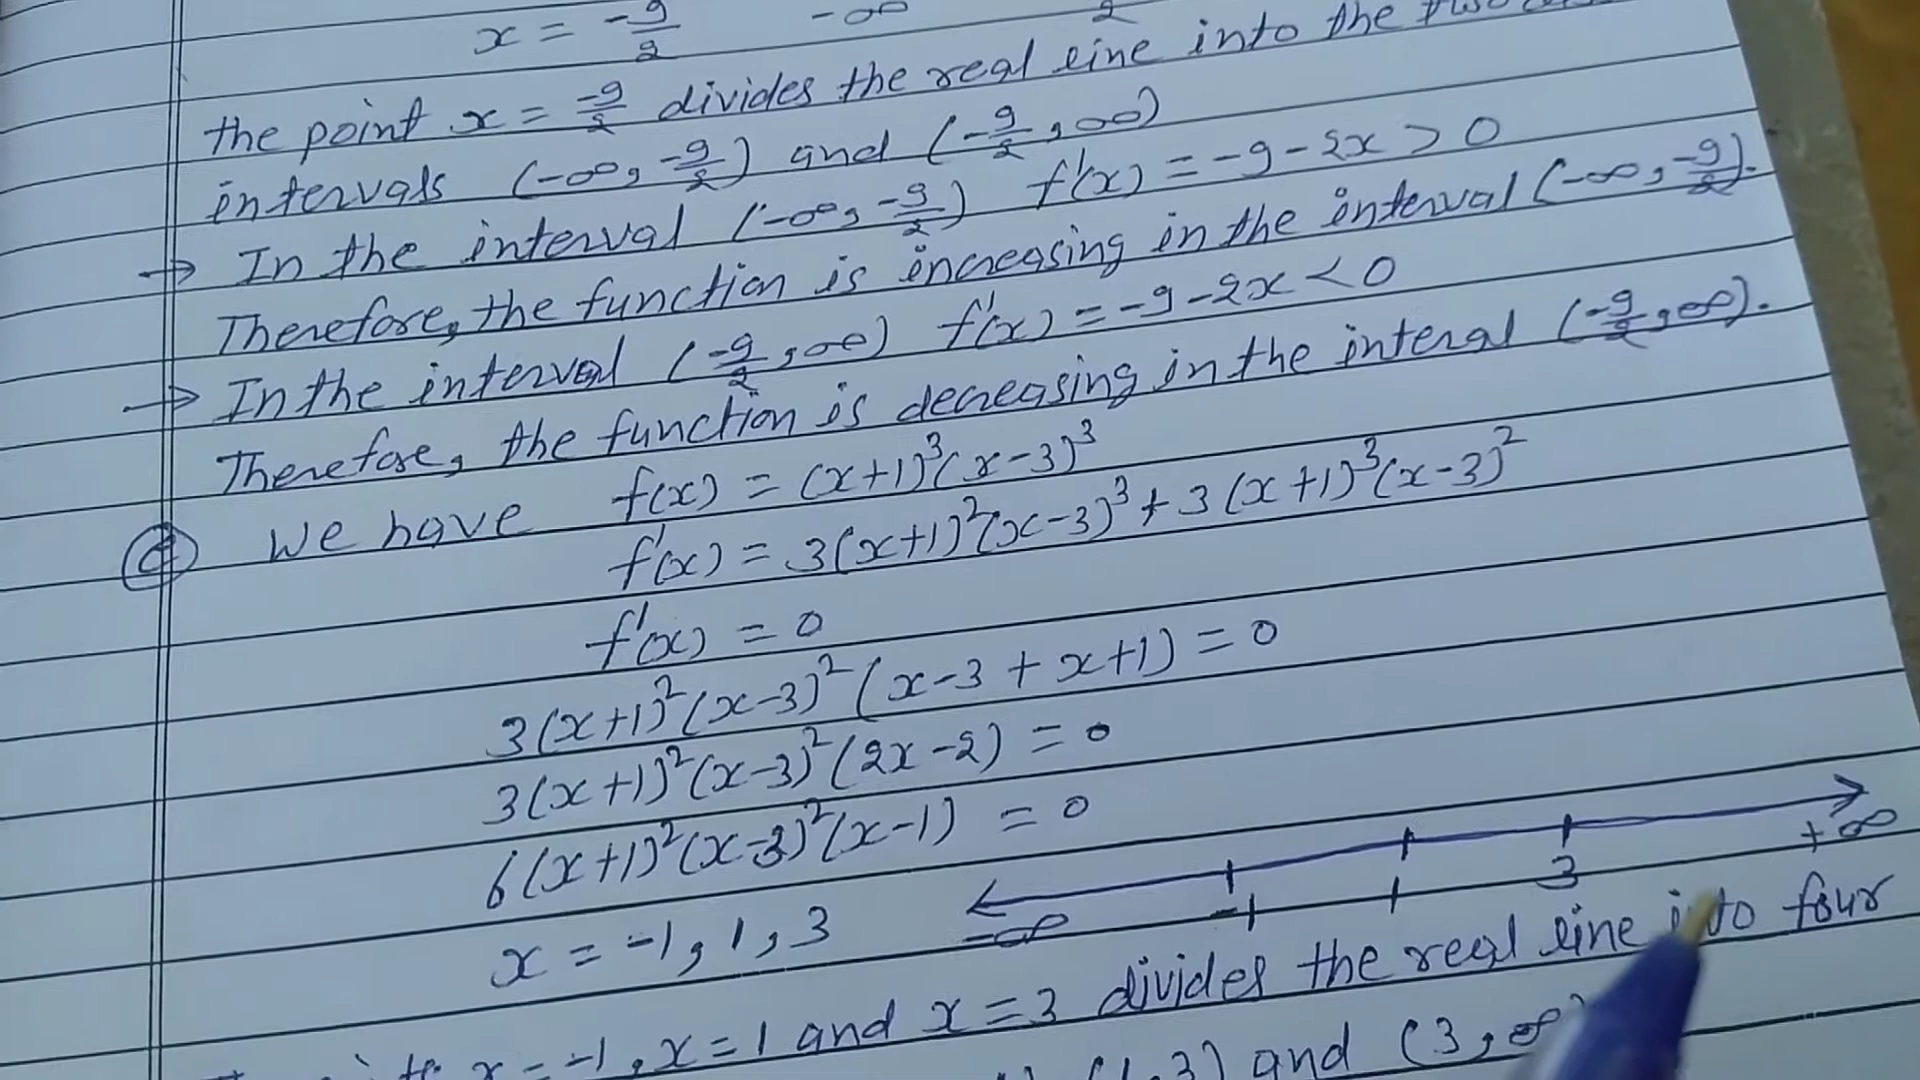 x = -9/2 -∞ 2
the point x = -9/2 divides the real line into the two
intervals (-∞, -9/2) and (-9/2, ∞)
→ In the interval (-∞, -9/2) f'(x) = -9-2x > 0
Therefore, the function is increasing in the interval (-∞, -9/2).
→ In the interval (-9/2, ∞) f'(x) = -9-2x < 0
Therefore, the function is decreasing in the interal (-9/2, ∞).
We have f(x) = (x+1)³(x-3)³
f'(x) = 3(x+1)²(x-3)³ + 3(x+1)³(x-3)²
f'(x) = 0
3(x+1)²(x-3)²(x-3 + x+1) = 0
3(x+1)²(x-3)²(2x-2) = 0
6(x+1)²(x-3)²(x-1) = 0
x = -1, 1, 3
-∞ -1 1 3 +∞
x = -1, x = 1 and x = 3 divides the real line into four
(1, 3) and (3, ∞)